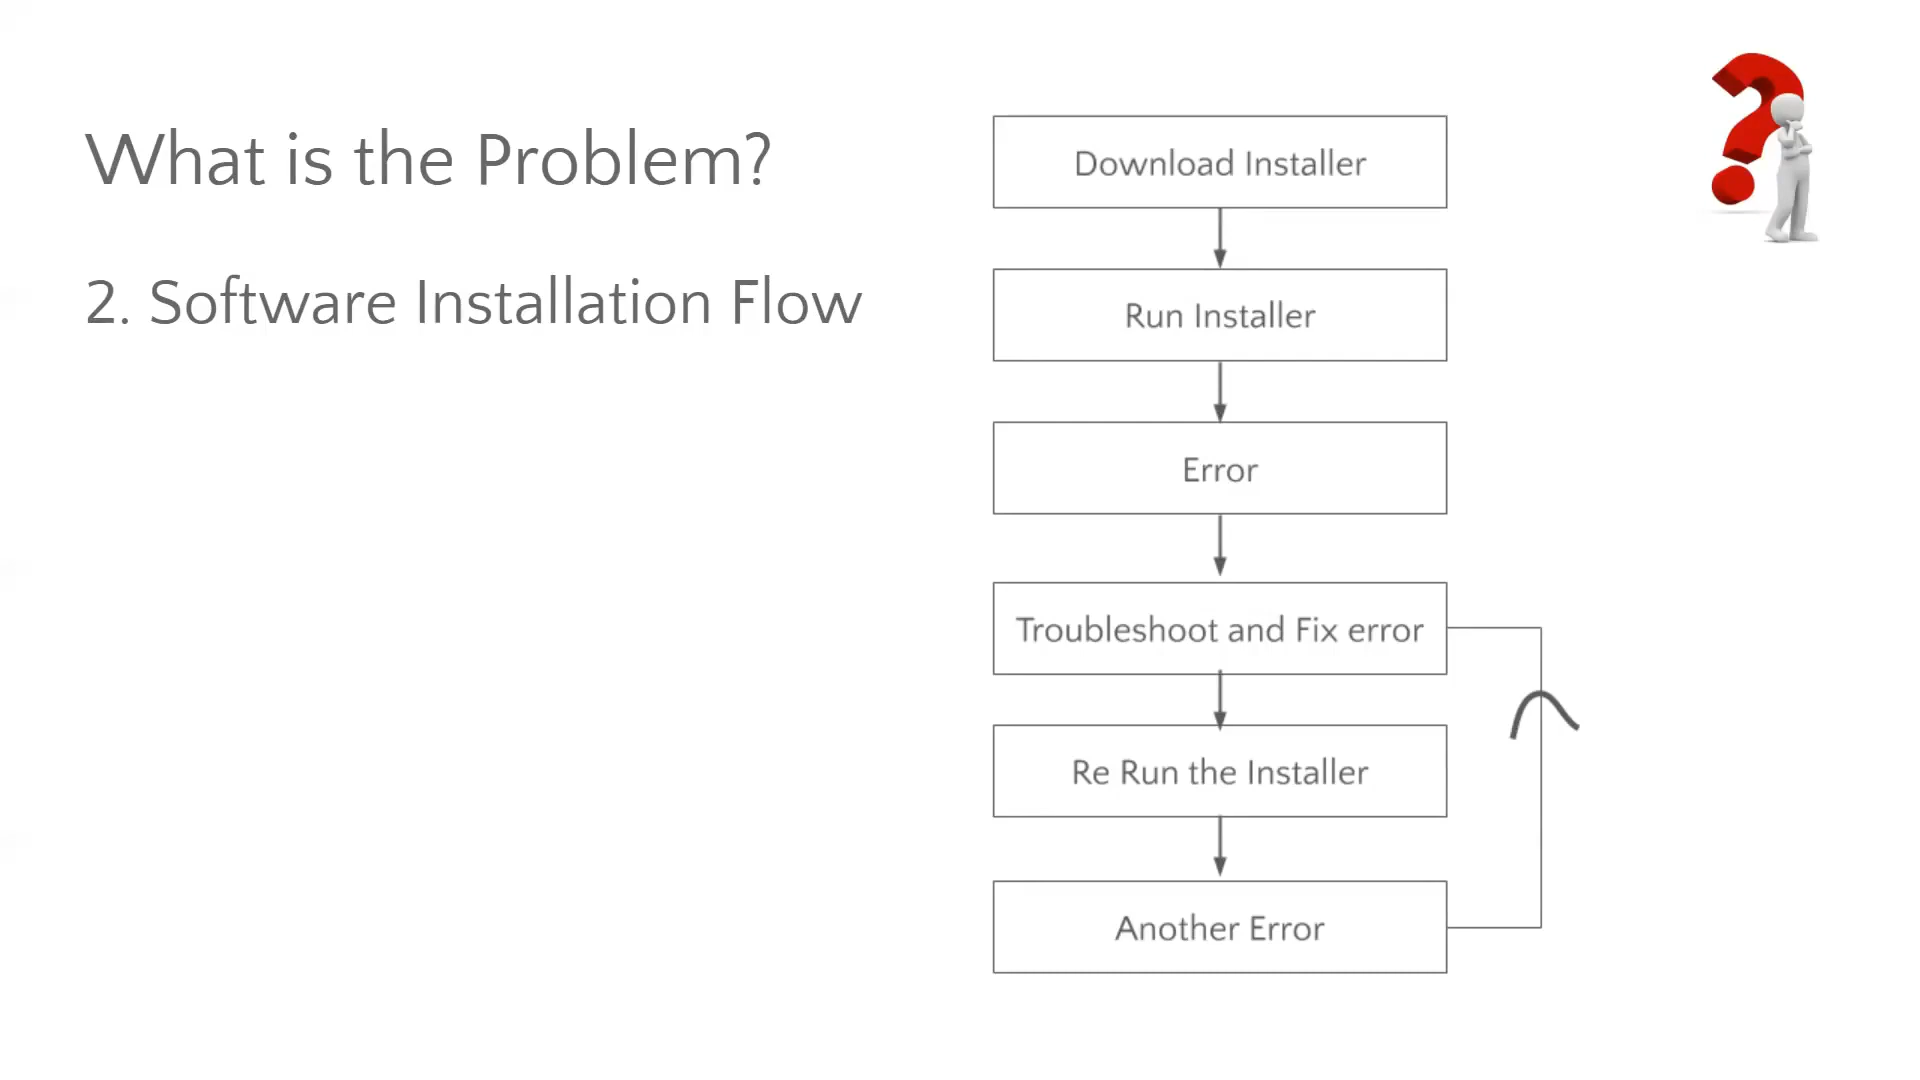 What is the Problem?
2. Software Installation Flow
Download Installer
Run Installer
Error
Troubleshoot and Fix error
Re Run the Installer
Another Error